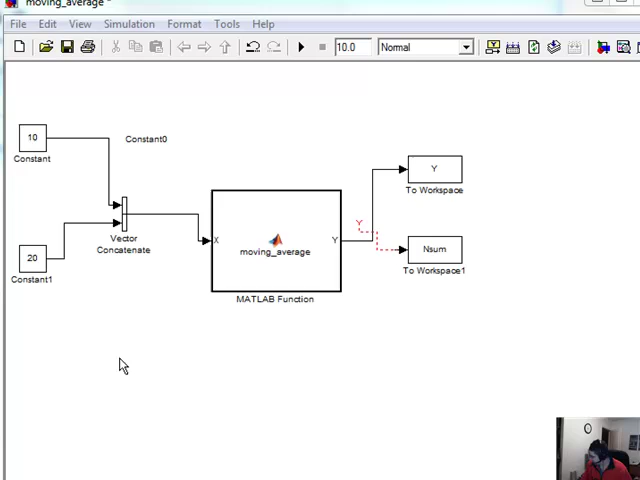 moving_average *
File Edit View Simulation Format Tools Help
10.0 Normal
10
Constant
Constant0
20
Constant1
Vector
Concatenate
X
moving_average
Y
MATLAB Function
Y
To Workspace
Y
Nsum
To Workspace1